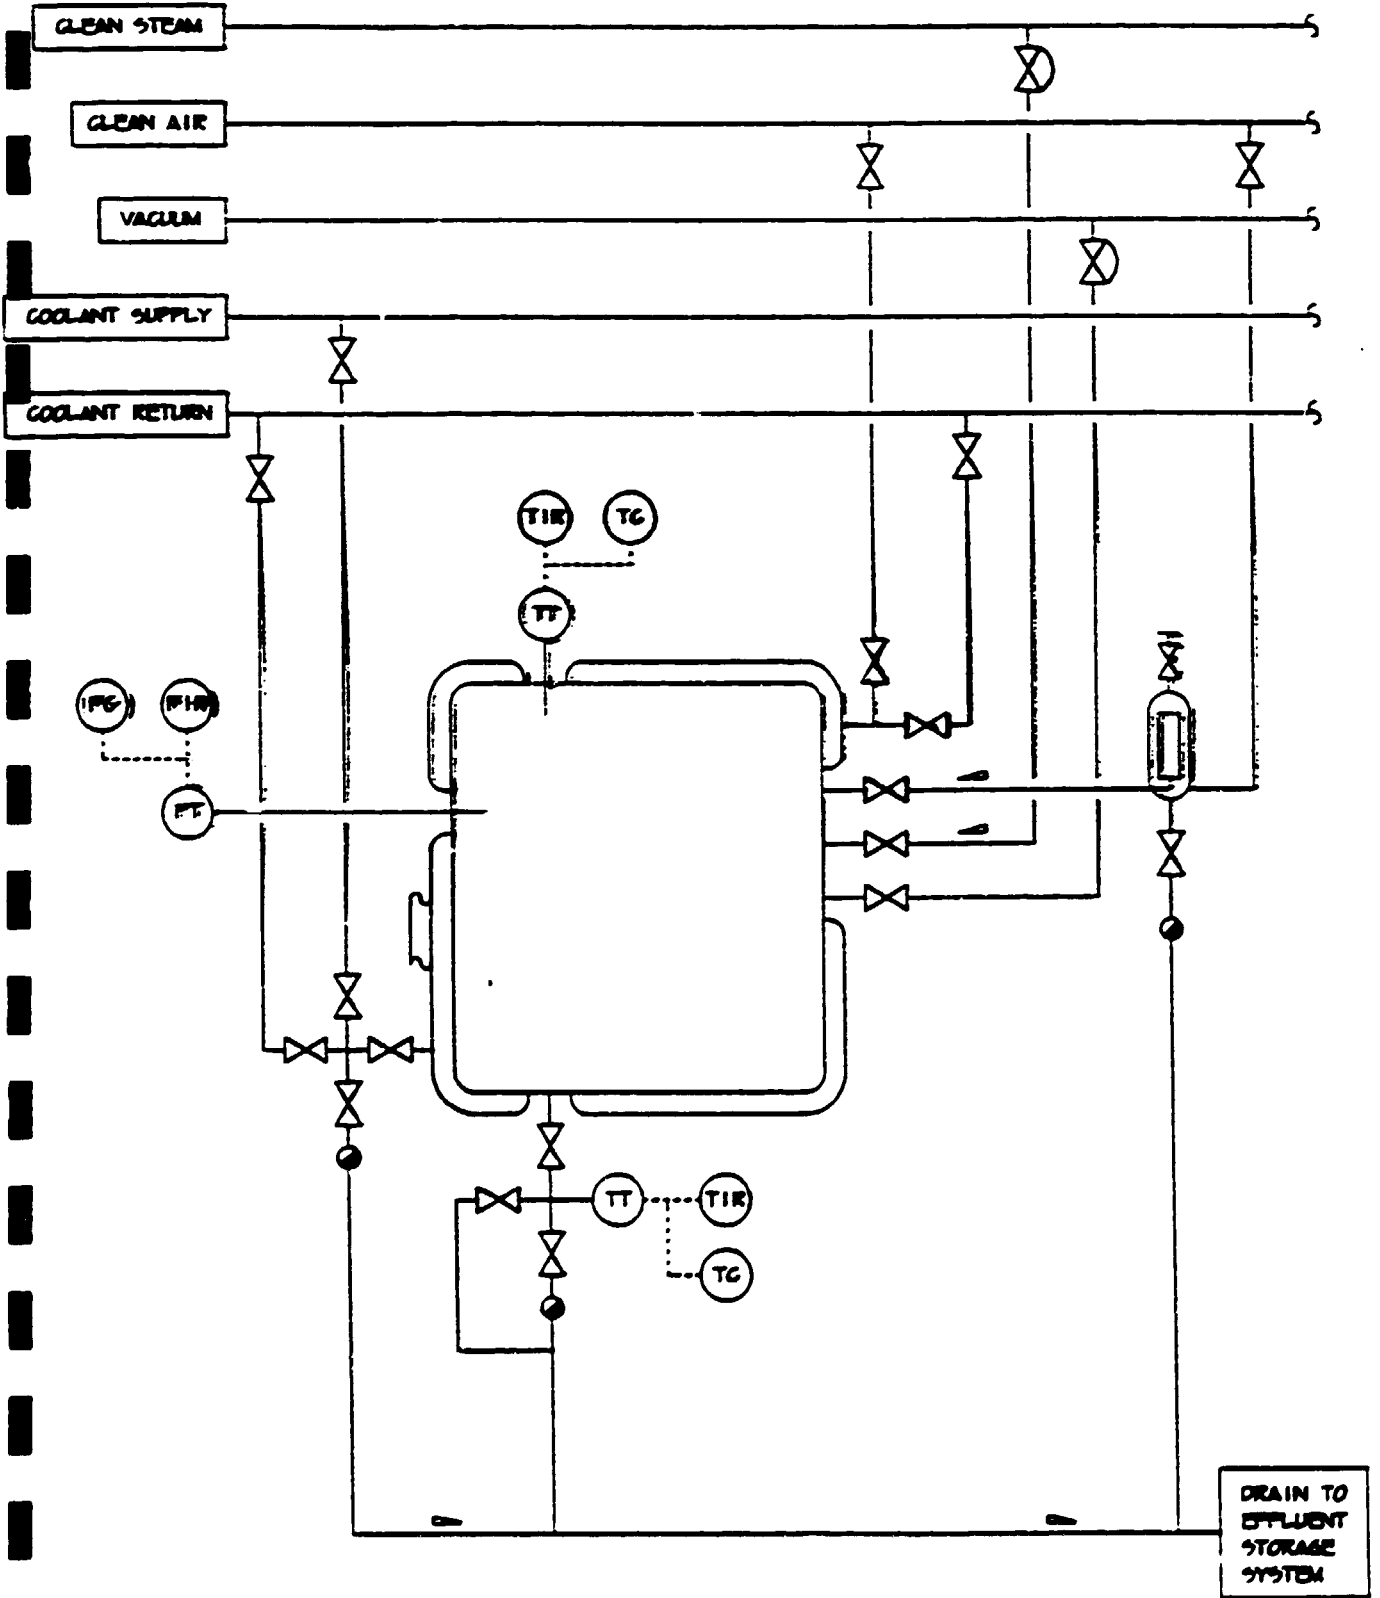 CLEAN STEAM
CLEAN AIR
VACUUM
COOLANT SUPPLY
COOLANT RETURN
TIR
TC
TT
PT
TT
TIR
TC
DRAIN TO
EFFLUENT
STORAGE
SYSTEM